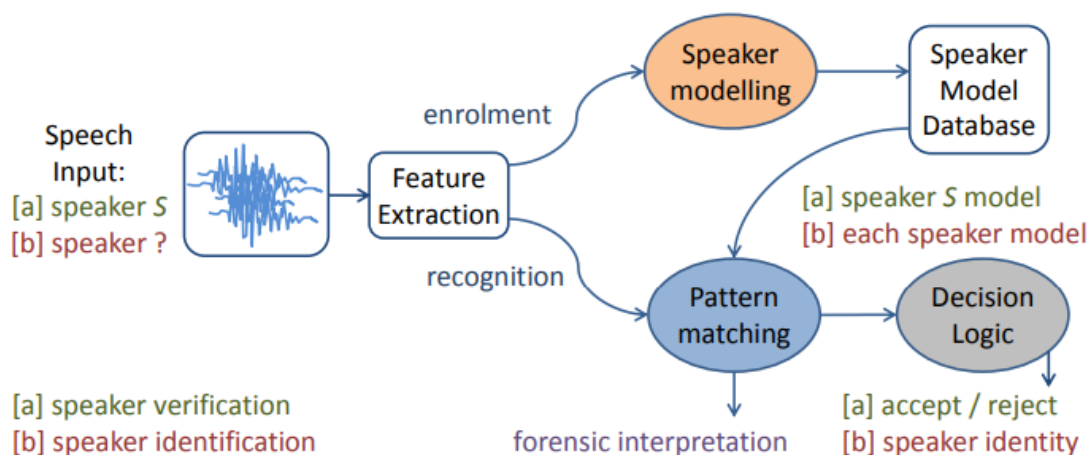 Speech
Input:
[a] speaker S
[b] speaker ?
Feature
Extraction
enrolment
recognition
Speaker
modelling
Speaker
Model
Database
[a] speaker S model
[b] each speaker model
Pattern
matching
Decision
Logic
[a] speaker verification
[b] speaker identification
forensic interpretation
[a] accept / reject
[b] speaker identity